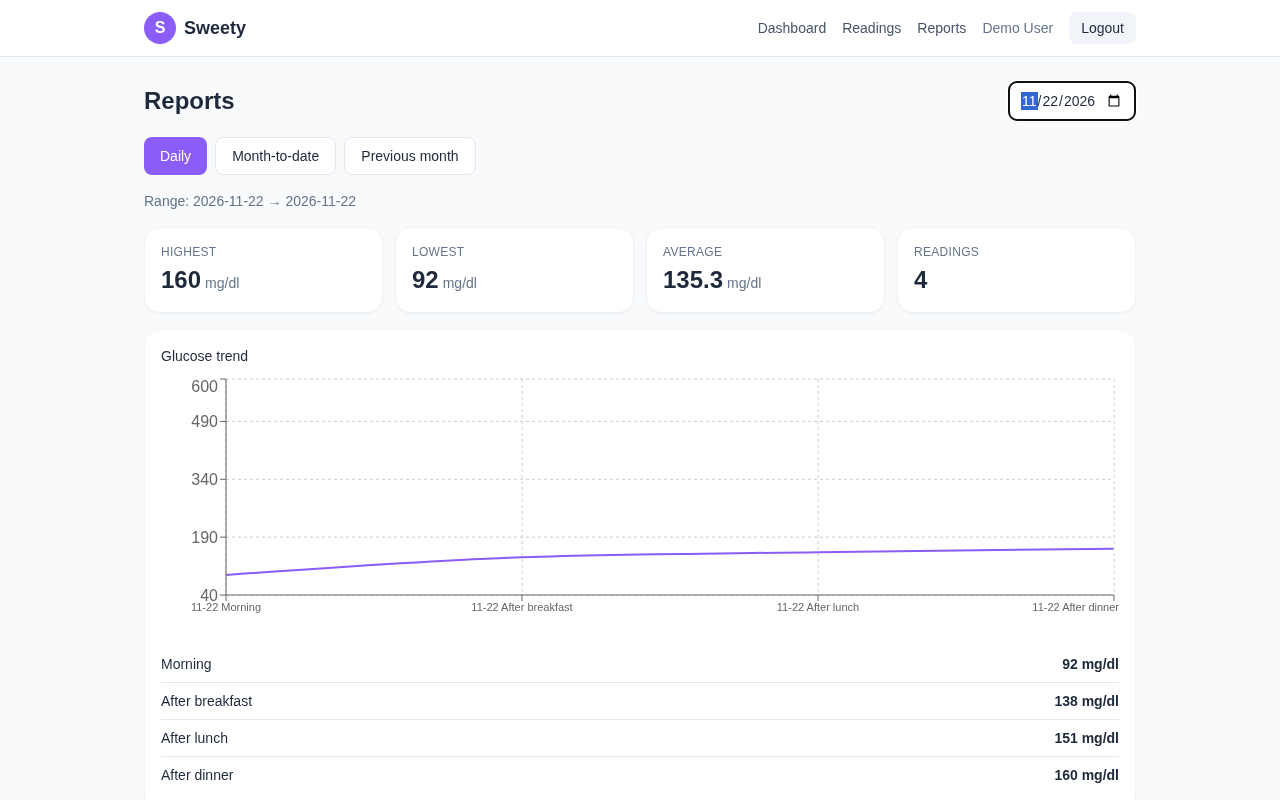 S Sweety Dashboard Readings Reports Demo User Logout
Reports 11/22/2026
Daily Month-to-date Previous month
Range: 2026-11-22 → 2026-11-22
HIGHEST LOWEST AVERAGE READINGS
160 mg/dl 92 mg/dl 135.3 mg/dl 4
Glucose trend
600
490
340
190
40
11-22 Morning 11-22 After breakfast 11-22 After lunch 11-22 After dinner
Morning 92 mg/dl
After breakfast 138 mg/dl
After lunch 151 mg/dl
After dinner 160 mg/dl